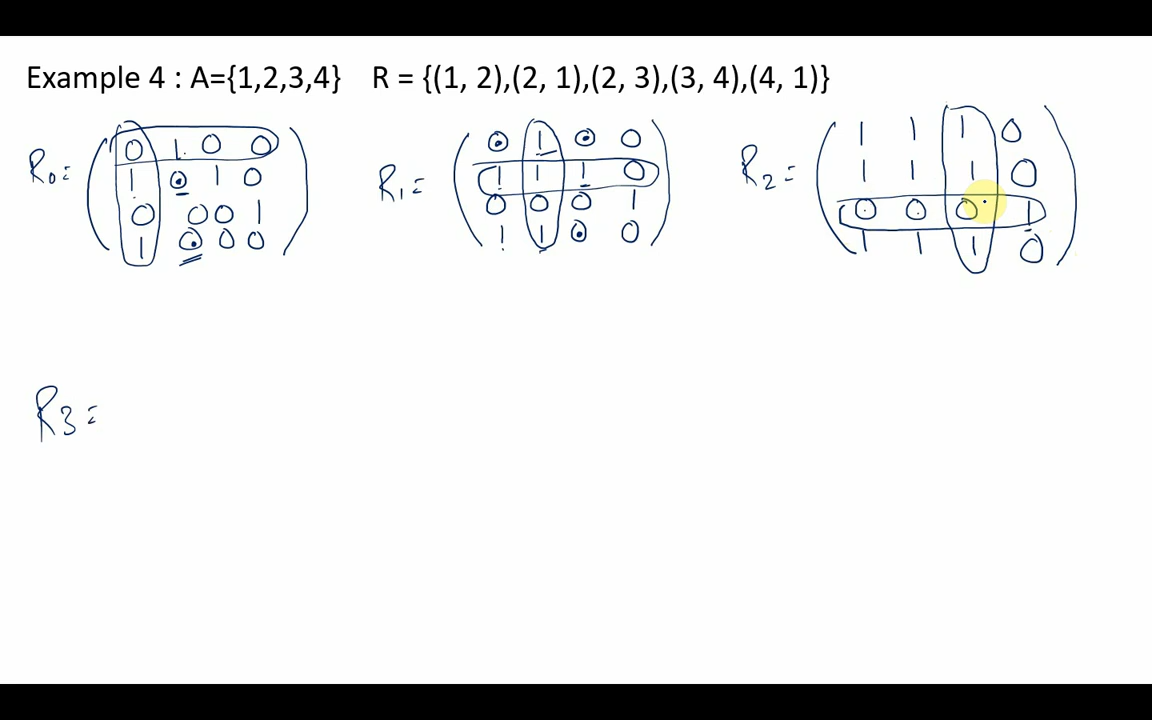 Example 4 : A={1,2,3,4} R = {(1, 2),(2, 1),(2, 3),(3, 4),(4, 1)}
R0=
0 1 0 0
1 0 1 0
0 0 0 1
1 0 0 0
R1=
0 1 0 0
1 1 1 0
0 0 0 1
1 1 0 0
R2=
1 1 1 0
1 1 1 0
0 0 0 1
1 1 1 0
R3=